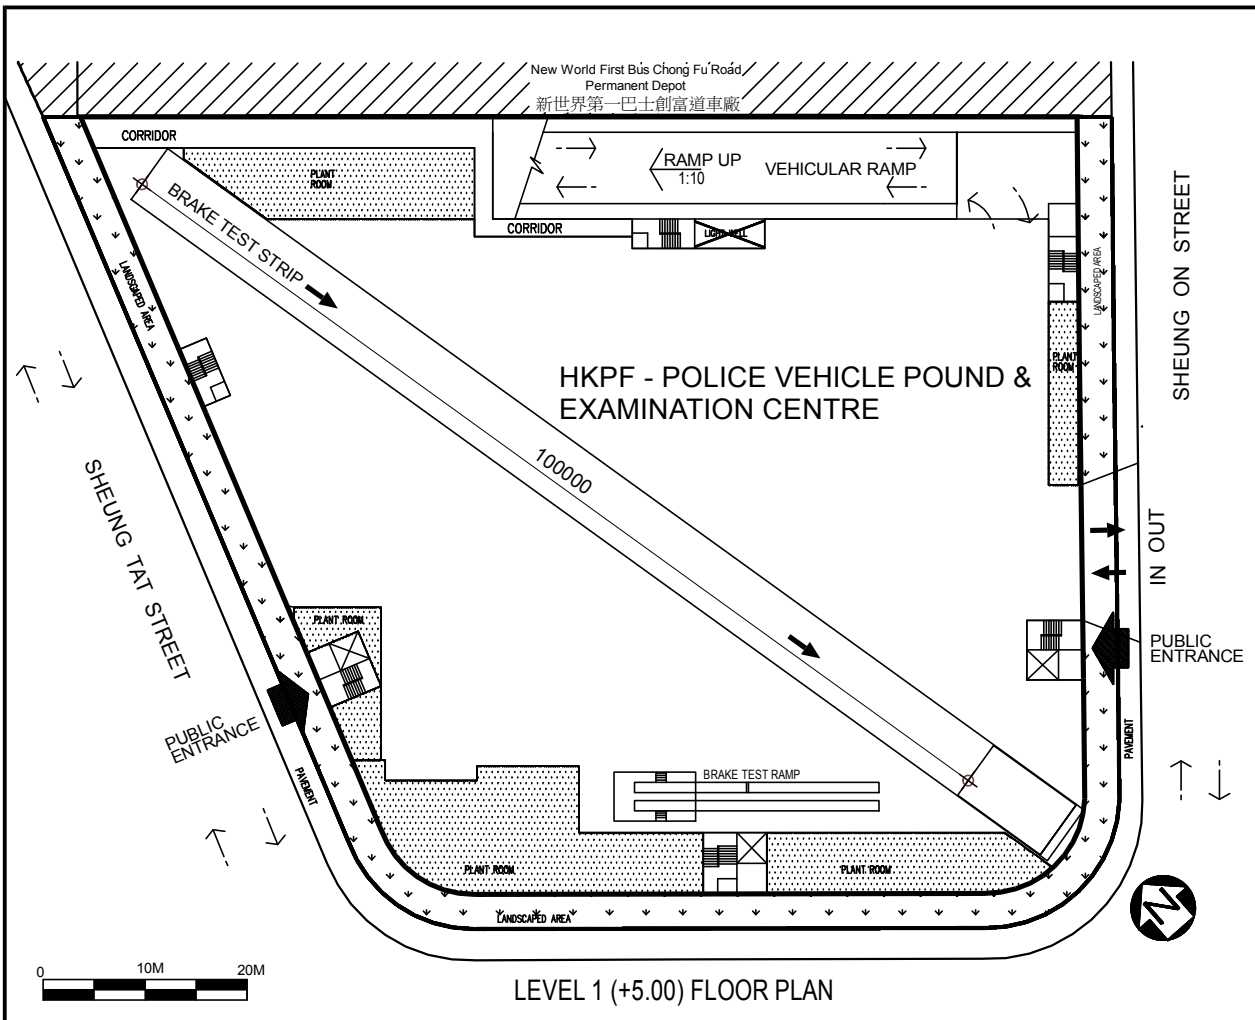 New World First Bus Chong Fu Road
Permanent Depot
新世界第一巴士創富道車廠
CORRIDOR
PLANT
ROOM
RAMP UP
1:10
VEHICULAR RAMP
CORRIDOR
LIGHT WELL
BRAKE TEST STRIP
LANDSCAPED AREA
LANDSCAPED AREA
SHEUNG ON STREET
PLANT
ROOM
HKPF - POLICE VEHICLE POUND &
EXAMINATION CENTRE
100000
SHEUNG TAT STREET
IN OUT
PLANT ROOM
PUBLIC
ENTRANCE
PUBLIC
ENTRANCE
PAVEMENT
PAVEMENT
BRAKE TEST RAMP
PLANT ROOM
PLANT ROOM
LANDSCAPED AREA
N
0
10M
20M
LEVEL 1 (+5.00) FLOOR PLAN